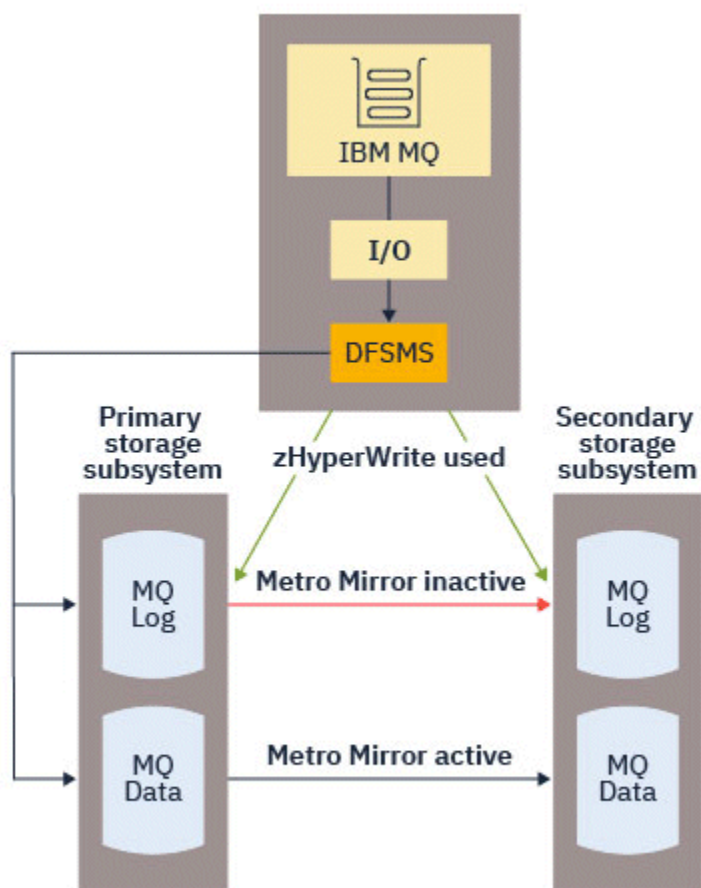 IBM MQ
I/O
DFSMS
Primary
storage
subsystem
zHyperWrite used
Secondary
storage
subsystem
MQ
Log
Metro Mirror inactive
MQ
Log
MQ
Data
Metro Mirror active
MQ
Data